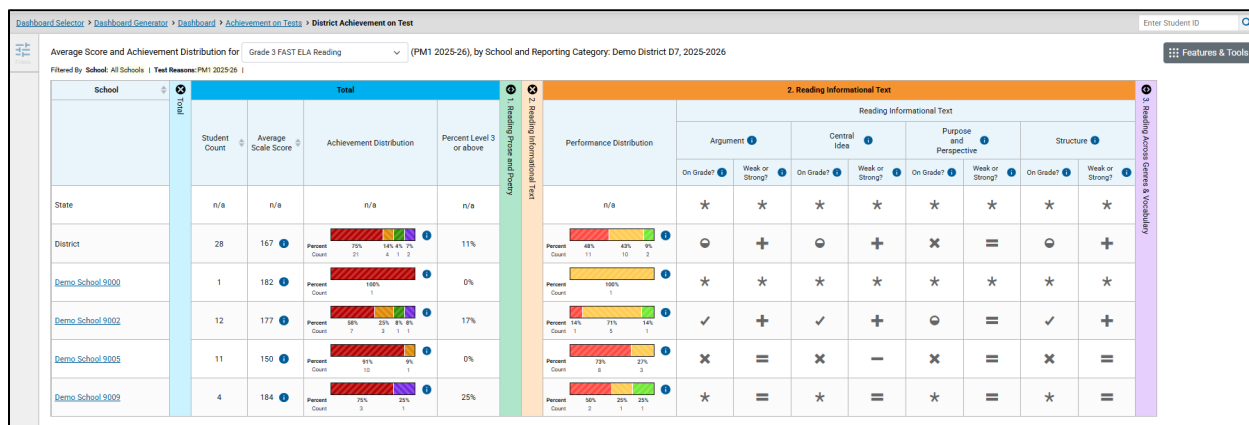 Dashboard Selector > Dashboard Generator > Dashboard > Achievement on Tests > District Achievement on Test
Enter Student ID
Average Score and Achievement Distribution for Grade 3 FAST ELA Reading (PM1 2025-26), by School and Reporting Category: Demo District D7, 2025-2026
Features & Tools
Filtered By School: All Schools | Test Reasons: PM1 2025-26 |
School
Total
Total
1. Reading Prose and Poetry
2. Reading Informational Text
2. Reading Informational Text
3. Reading Across Genres & Vocabulary
Reading Informational Text
Student Count
Average Scale Score
Achievement Distribution
Percent Level 3 or above
Performance Distribution
Argument
Central Idea
Purpose and Perspective
Structure
On Grade? Weak or Strong? On Grade? Weak or Strong? On Grade? Weak or Strong? On Grade? Weak or Strong?
State n/a n/a n/a n/a n/a * * * * * * * *
District 28 167 11%
Percent 75% 14% 4% 7%
Count 21 4 1 2
Percent 48% 43% 9%
Count 11 10 2
Demo School 9000 1 182 0% * * * * * * * *
Percent 100%
Count 1
Percent 100%
Count 1
Demo School 9002 12 177 17%
Percent 58% 25% 8% 8%
Count 7 3 1 1
Percent 14% 71% 14%
Count 1 5 1
Demo School 9005 11 150 0%
Percent 91% 9%
Count 10 1
Percent 73% 27%
Count 8 3
Demo School 9009 4 184 25%
Percent 75% 25%
Count 3 1
Percent 50% 25% 25%
Count 2 1 1